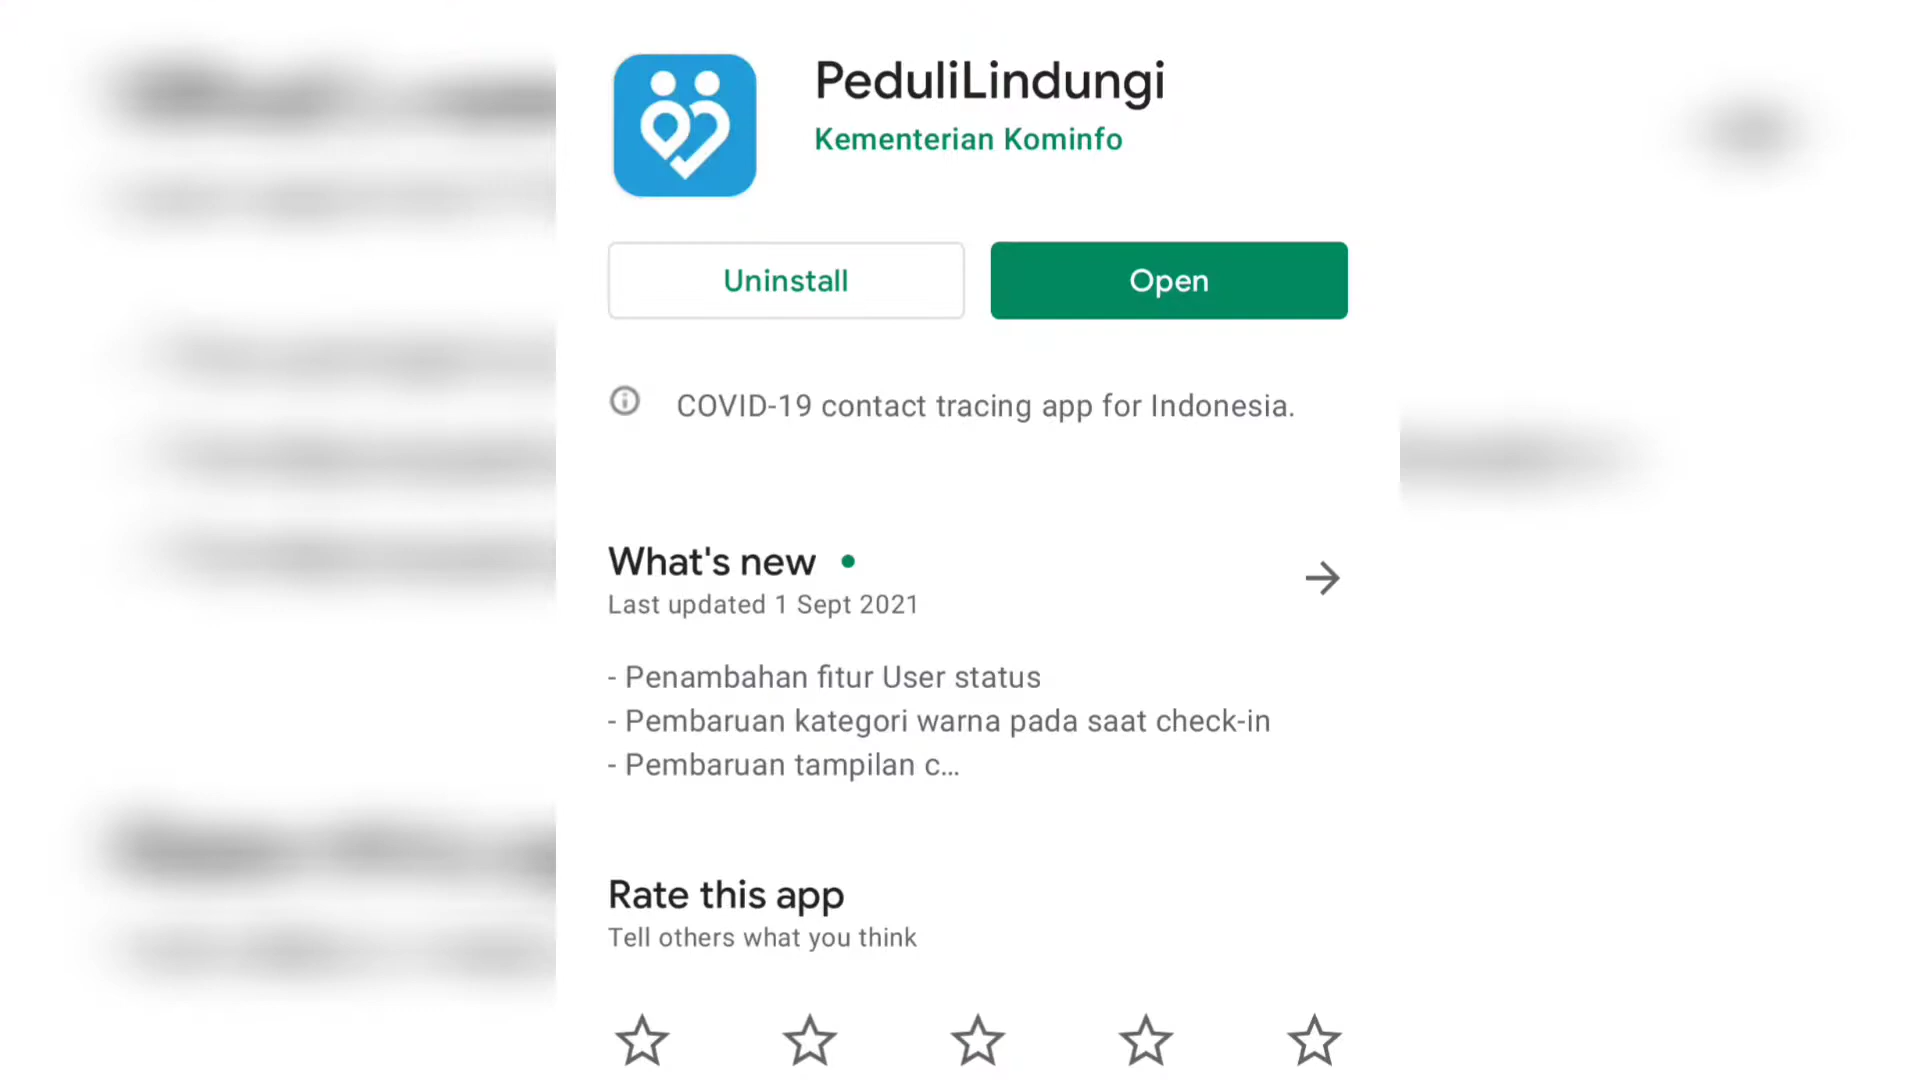 PeduliLindungi
Kementerian Kominfo
Uninstall
Open
COVID-19 contact tracing app for Indonesia.
What's new
Last updated 1 Sept 2021
- Penambahan fitur User status
- Pembaruan kategori warna pada saat check-in
- Pembaruan tampilan c...
Rate this app
Tell others what you think